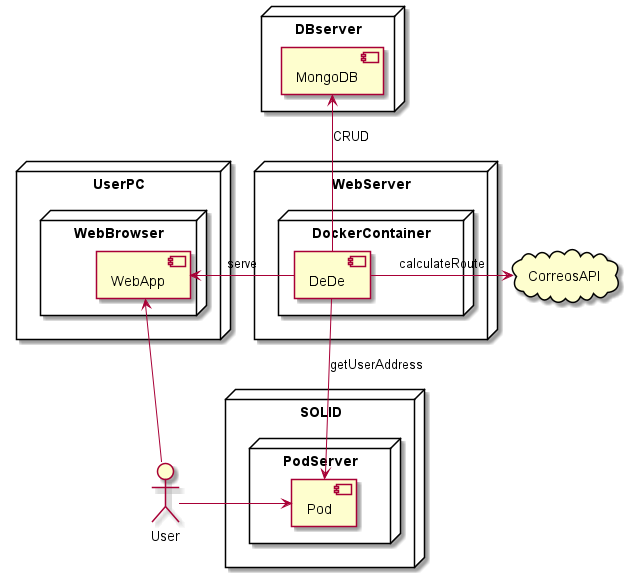 DBserver
MongoDB
CRUD
UserPC
WebServer
WebBrowser
DockerContainer
WebApp
serve
DeDe
calculateRoute
CorreosAPI
getUserAddress
SOLID
PodServer
Pod
User